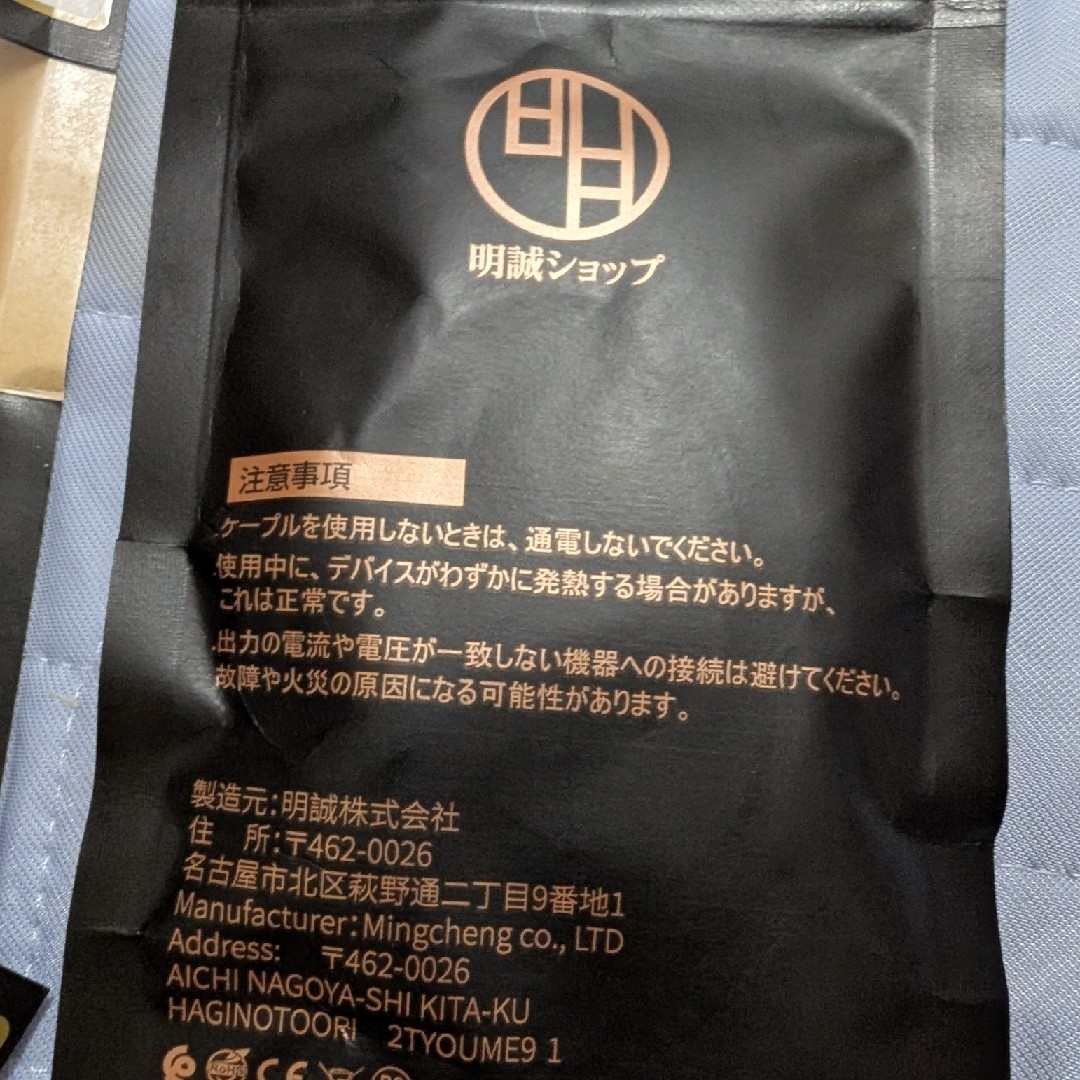 明
明誠ショップ
注意事項
.ケーブルを使用しないときは、通電しないでください。
.使用中に、デバイスがわずかに発熱する場合がありますが、
これは正常です。
.出力の電流や電圧が一致しない機器への接続は避けてください。
故障や火災の原因になる可能性があります。
製造元:明誠株式会社
住 所:〒462-0026
名古屋市北区萩野通二丁目9番地1
Manufacturer:Mingcheng co., LTD
Address: 〒462-0026
AICHI NAGOYA-SHI KITA-KU
HAGINOTOORI 2TYOUME9 1
RoHS CE